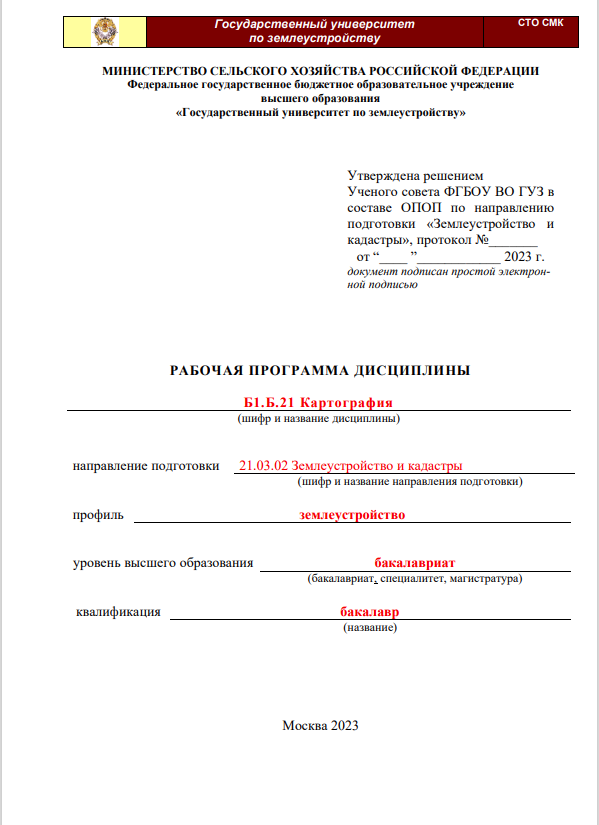 Государственный университет
по землеустройству
СТО СМК
МИНИСТЕРСТВО СЕЛЬСКОГО ХОЗЯЙСТВА РОССИЙСКОЙ ФЕДЕРАЦИИ
Федеральное государственное бюджетное образовательное учреждение
высшего образования
«Государственный университет по землеустройству»
Утверждена решением
Ученого совета ФГБОУ ВО ГУЗ в
составе ОПОП по направлению
подготовки «Землеустройство и
кадастры», протокол №_______
от “____ ”____________ 2023 г.
документ подписан простой электрон-
ной подписью
РАБОЧАЯ ПРОГРАММА ДИСЦИПЛИНЫ
Б1.Б.21 Картография
(шифр и название дисциплины)
направление подготовки 21.03.02 Землеустройство и кадастры
(шифр и название направления подготовки)
профиль землеустройство
уровень высшего образования бакалавриат
(бакалавриат, специалитет, магистратура)
квалификация бакалавр
(название)
Москва 2023